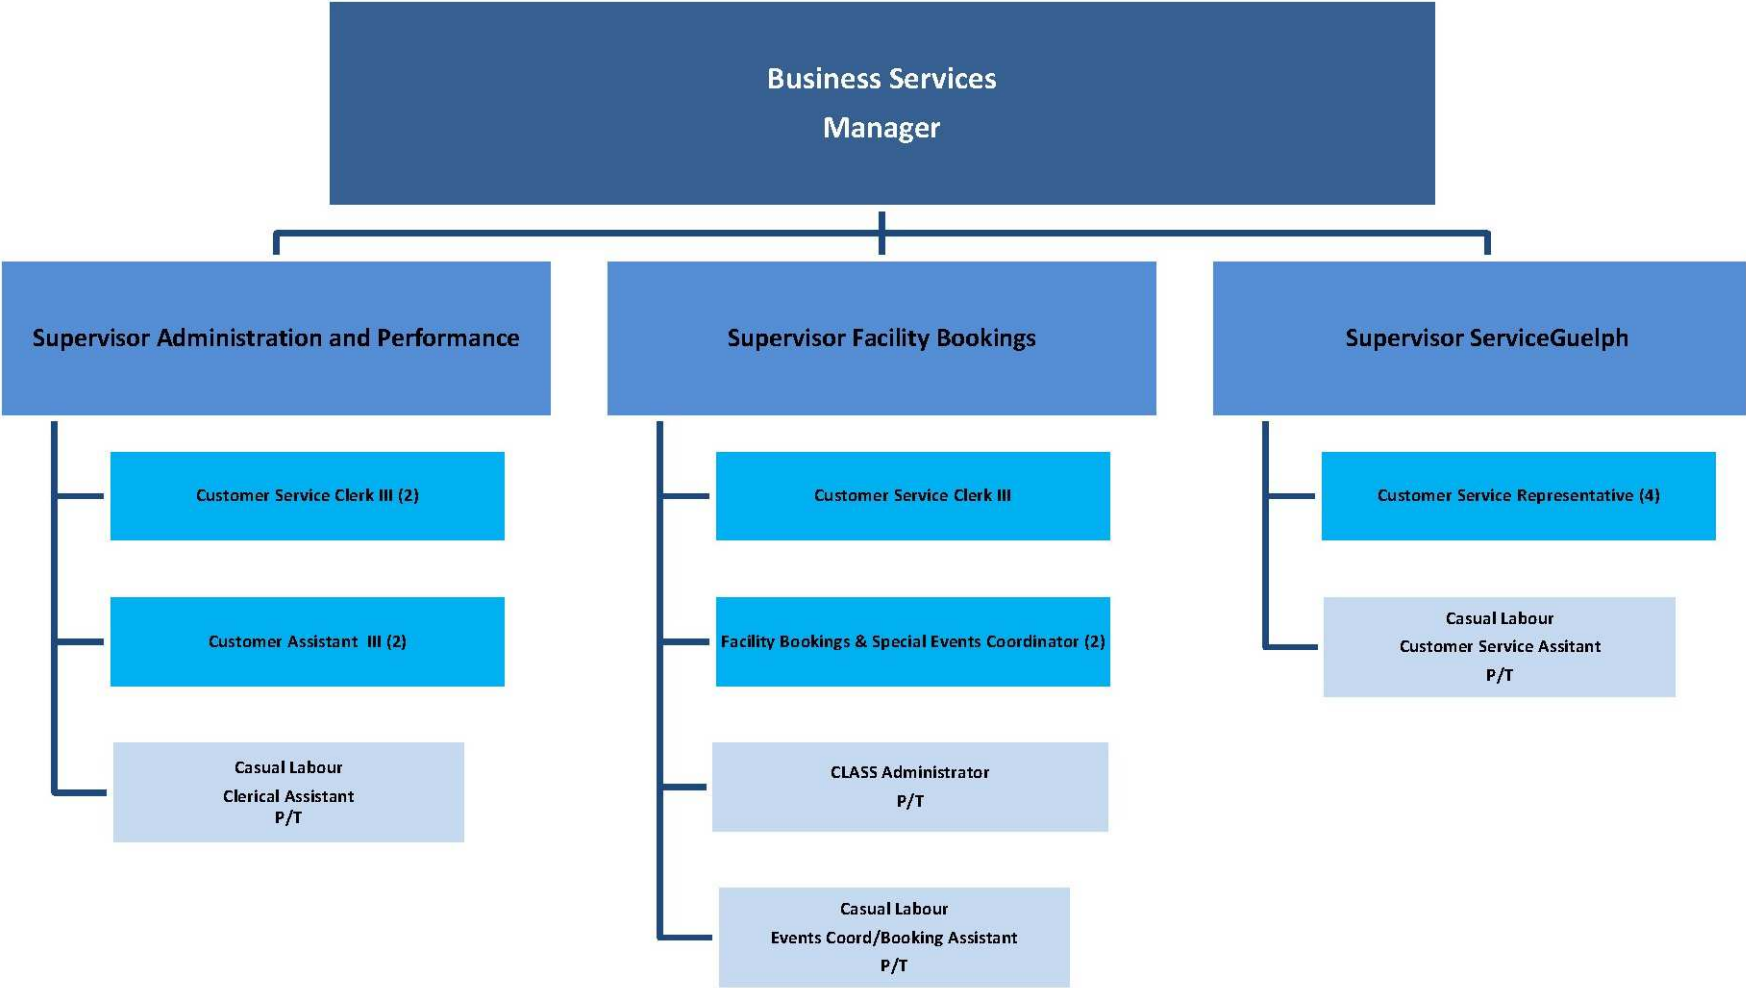 Business Services
Manager
Supervisor Administration and Performance
Customer Service Clerk III (2)
Customer Assistant III (2)
Casual Labour
Clerical Assistant
P/T
Supervisor Facility Bookings
Customer Service Clerk III
Facility Bookings & Special Events Coordinator (2)
CLASS Administrator
P/T
Casual Labour
Events Coord/Booking Assistant
P/T
Supervisor ServiceGuelph
Customer Service Representative (4)
Casual Labour
Customer Service Assitant
P/T